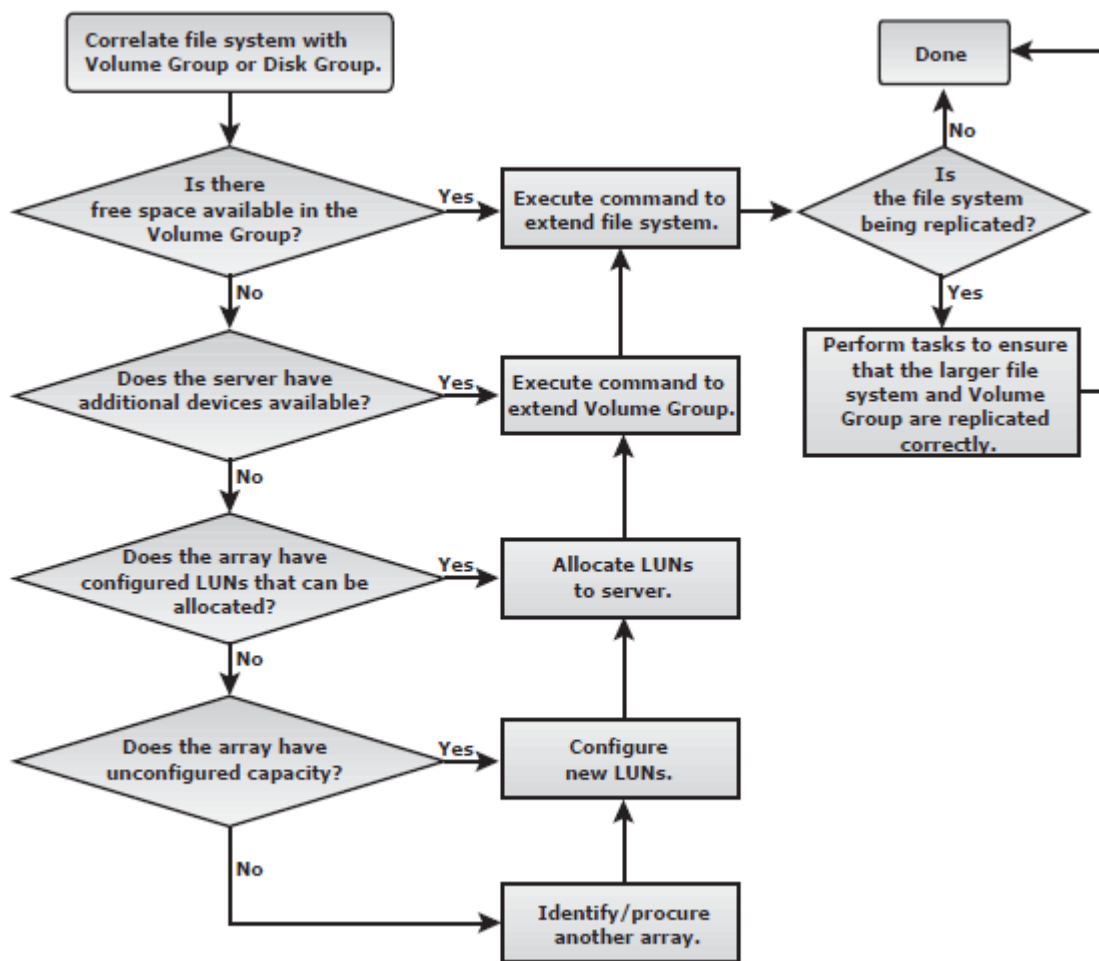 Correlate file system with
Volume Group or Disk Group.
Done
No
Is there
free space available in the
Volume Group?
Yes
Execute command to
extend file system.
Is
the file system
being replicated?
No
Yes
Does the server have
additional devices available?
Yes
Execute command to
extend Volume Group.
Perform tasks to ensure
that the larger file
system and Volume
Group are replicated
correctly.
No
Does the array have
configured LUNs that can be
allocated?
Yes
Allocate LUNs
to server.
No
Does the array have
unconfigured capacity?
Yes
Configure
new LUNs.
No
Identify/procure
another array.